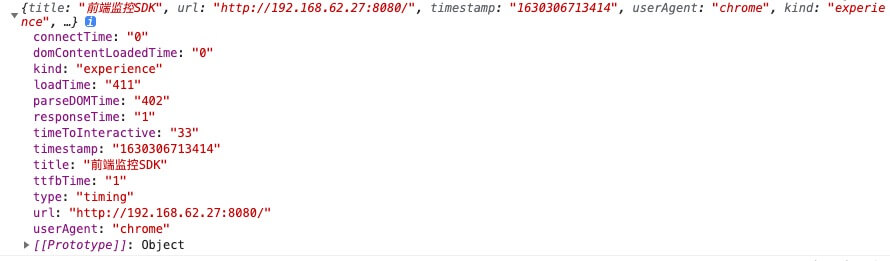 {title: "前端监控SDK", url: "http://192.168.62.27:8080/", timestamp: "1630306713414", userAgent: "chrome", kind: "experie
nce", …} i
connectTime: "0"
domContentLoadedTime: "0"
kind: "experience"
loadTime: "411"
parseDOMTime: "402"
responseTime: "1"
timeToInteractive: "33"
timestamp: "1630306713414"
title: "前端监控SDK"
ttfbTime: "1"
type: "timing"
url: "http://192.168.62.27:8080/"
userAgent: "chrome"
[[Prototype]]: Object